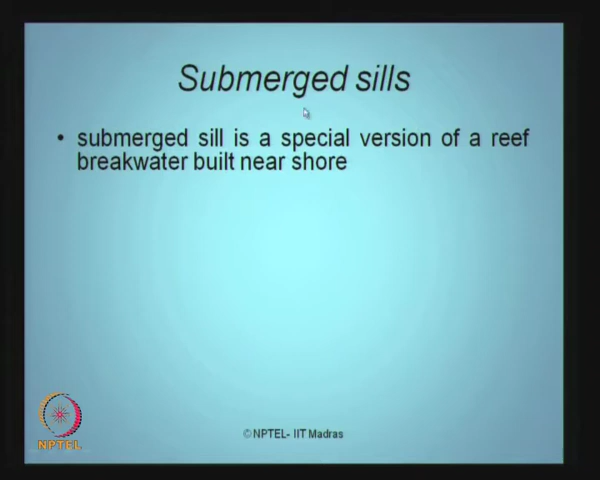 Submerged sills
• submerged sill is a special version of a reef
breakwater built near shore
NPTEL
© NPTEL- IIT Madras